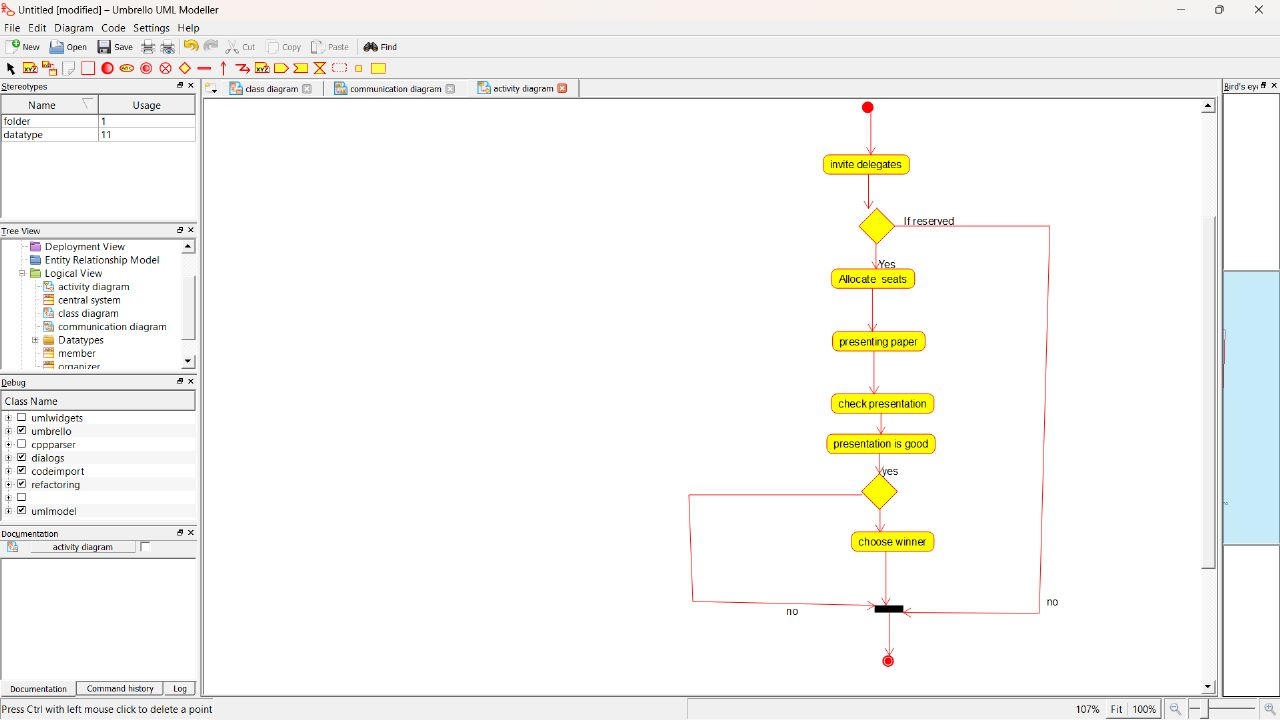 Untitled [modified] – Umbrello UML Modeller
File Edit Diagram Code Settings Help
New Open Save Cut Copy Paste Find
Stereotypes
Name Usage
folder 1
datatype 11
Tree View
Deployment View
Entity Relationship Model
Logical View
activity diagram
central system
class diagram
communication diagram
Datatypes
member
organizer
Debug
Class Name
umlwidgets
umbrello
cppparser
dialogs
codeimport
refactoring
umlmodel
Documentation
activity diagram
Documentation Command history Log
class diagram communication diagram activity diagram
invite delegates
If reserved
Yes
Allocate seats
presenting paper
check presentation
presentation is good
yes
choose winner
no
no
Bird's ey
Press Ctrl with left mouse click to delete a point
107% Fit 100%